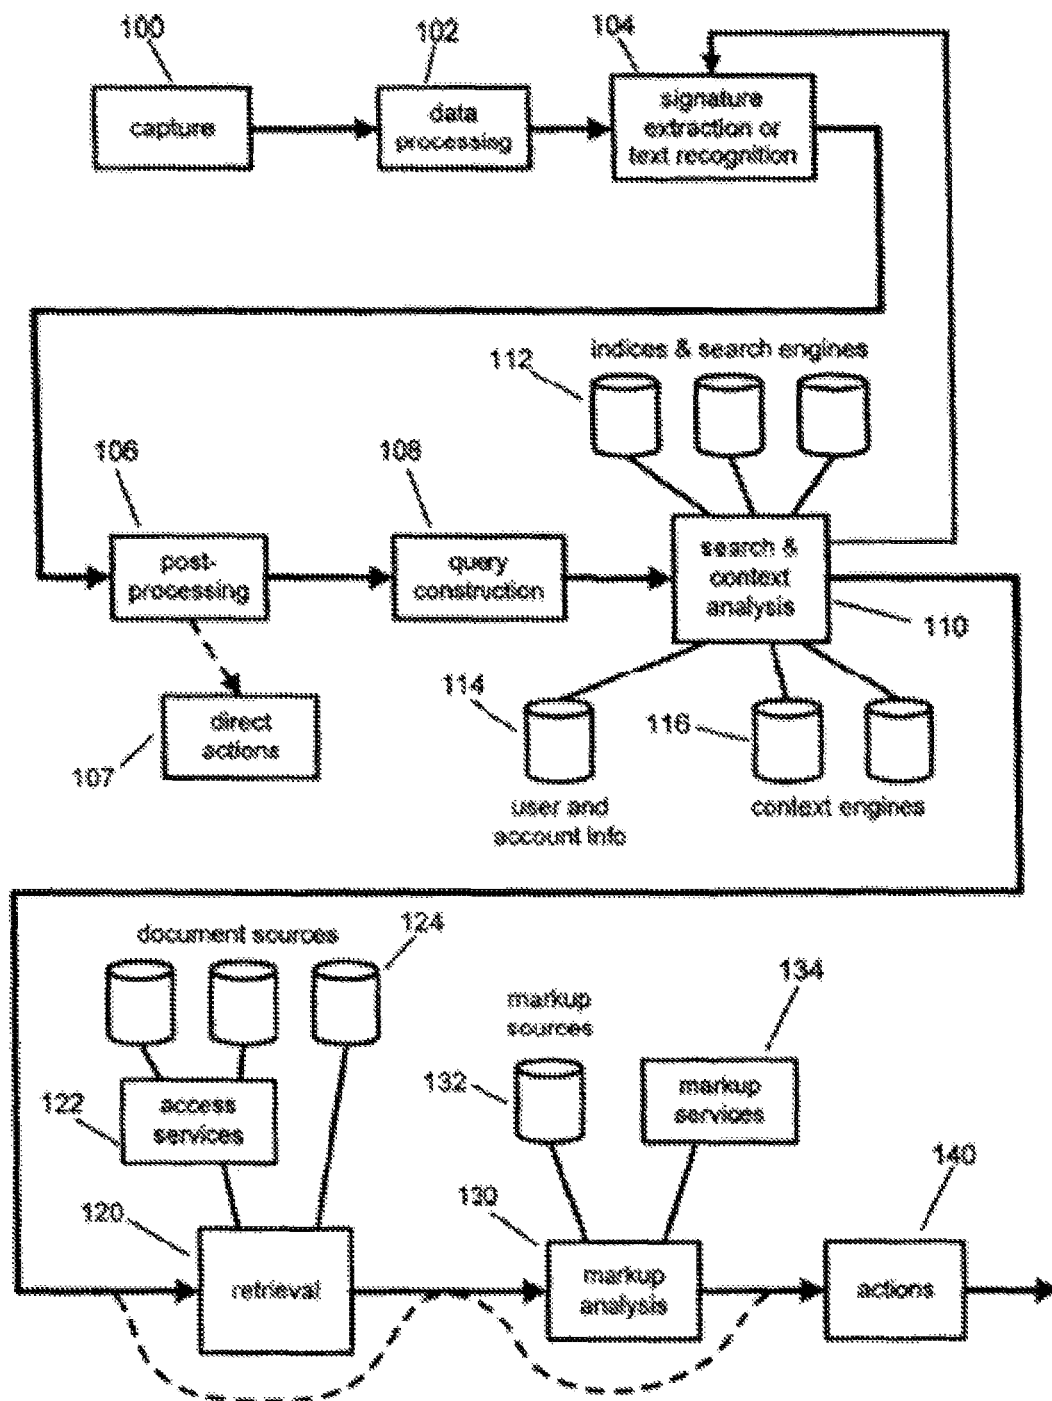 100
102
104
capture
data
processing
signature
extraction or
text recognition
indices & search engines
112
106
108
post-
processing
query
construction
search &
context
analysis
110
114
116
direct
actions
107
user and
account info
context engines
document sources
124
markup
sources
134
132
markup
services
122
access
services
120
130
140
retrieval
markup
analysis
actions